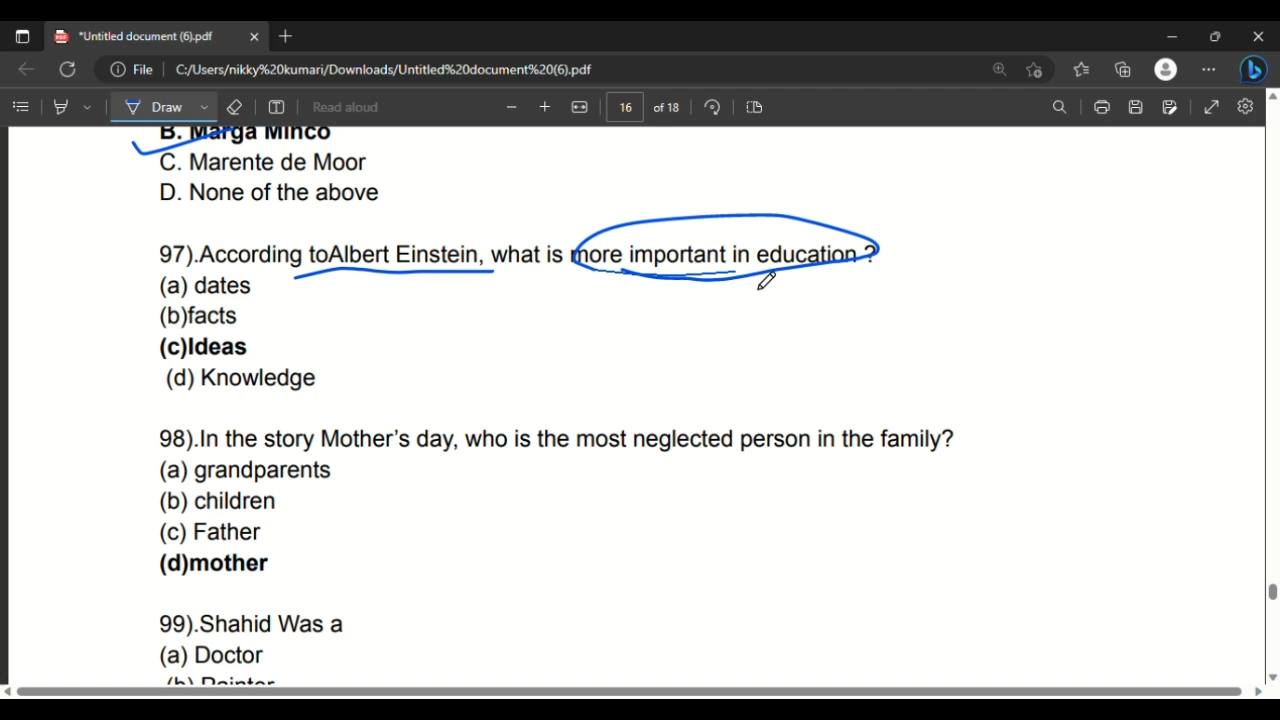 *Untitled document (6).pdf
File C:/Users/nikky%20kumari/Downloads/Untitled%20document%20(6).pdf
Draw Read aloud 16 of 18
B. Marga Minco
C. Marente de Moor
D. None of the above
97).According toAlbert Einstein, what is more important in education ?
(a) dates
(b)facts
(c)Ideas
(d) Knowledge
98).In the story Mother's day, who is the most neglected person in the family?
(a) grandparents
(b) children
(c) Father
(d)mother
99).Shahid Was a
(a) Doctor
(b) Painter